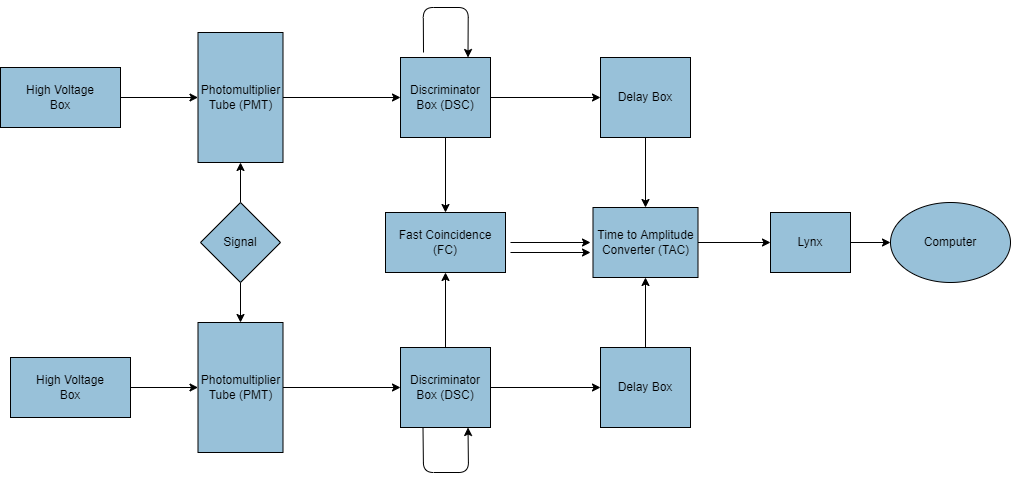 High Voltage
Box
Photomultiplier
Tube (PMT)
Discriminator
Box (DSC)
Delay Box
Signal
Fast Coincidence
(FC)
Time to Amplitude
Converter (TAC)
Lynx
Computer
High Voltage
Box
Photomultiplier
Tube (PMT)
Discriminator
Box (DSC)
Delay Box